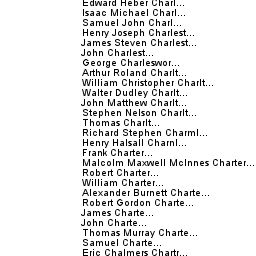 Edward Heber Charl...
Isaac Michael Charl...
Samuel John Charl...
Henry Joseph Charlest...
James Steven Charlest...
John Charlest...
George Charleswor...
Arthur Roland Charlt...
William Christopher Charlt...
Walter Dudley Charlt...
John Matthew Charlt...
Stephen Nelson Charlt...
Thomas Charlt...
Richard Stephen Charml...
Henry Halsall Charnl...
Frank Charter...
Malcolm Maxwell McInnes Charter...
Robert Charter...
William Charter...
Alexander Burnett Charte...
Robert Gordon Charte...
James Charte...
John Charte...
Thomas Murray Charte...
Samuel Charte...
Eric Chalmers Chartr...